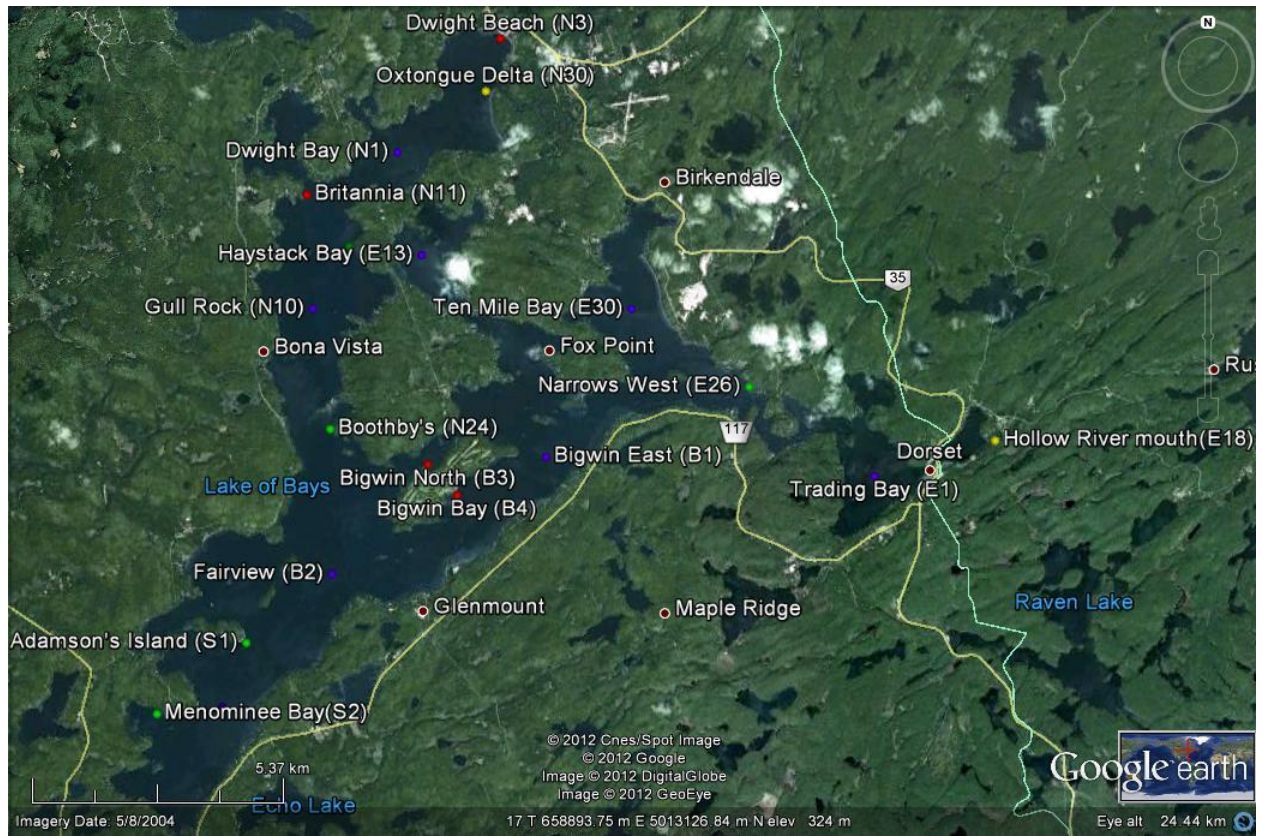 N
Dwight Beach (N3)
Oxtongue Delta (N30)
Dwight Bay (N1)
Birkendale
Britannia (N11)
Haystack Bay (E13)
35
Gull Rock (N10)
Ten Mile Bay (E30)
Bona Vista
Fox Point
Rus
Narrows West (E26)
Boothby's (N24)
117
Hollow River mouth(E18)
Bigwin East (B1)
Dorset
Bigwin North (B3)
Lake of Bays
Trading Bay (E1)
Bigwin Bay (B4)
Fairview (B2)
Raven Lake
Glenmount
Maple Ridge
Adamson's Island (S1)
Menominee Bay(S2)
© 2012 Cnes/Spot Image
© 2012 Google
Image © 2012 DigitalGlobe
Image © 2012 GeoEye
5.37 km
Google earth
Echo Lake
Imagery Date: 5/8/2004
17 T 658893.75 m E 5013126.84 m N elev 324 m
Eye alt 24.44 km